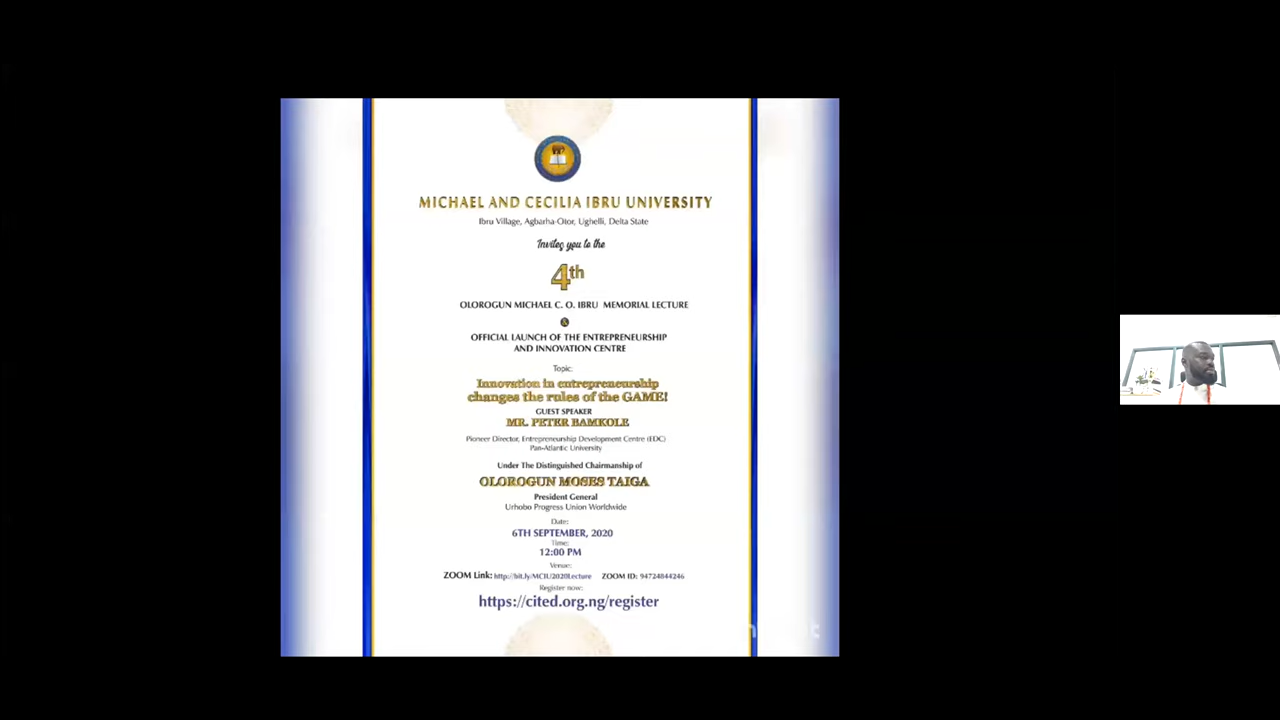 MICHAEL AND CECILIA IBRU UNIVERSITY
Ibru Village, Agbarha-Otor, Ughelli, Delta State
Invites you to the
4th
OLOROGUN MICHAEL C. O. IBRU MEMORIAL LECTURE
&
OFFICIAL LAUNCH OF THE ENTREPRENEURSHIP
AND INNOVATION CENTRE
Topic:
Innovation in entrepreneurship
changes the rules of the GAME!
GUEST SPEAKER
MR. PETER BAMKOLE
Pioneer Director, Entrepreneurship Development Centre (EDC)
Pan-Atlantic University
Under The Distinguished Chairmanship of
OLOROGUN MOSES TAIGA
President General
Urhobo Progress Union Worldwide
Date:
6TH SEPTEMBER, 2020
Time:
12:00 PM
Venue:
ZOOM Link: http://bit.ly/MCIU2020Lecture ZOOM ID: 94724844246
Register now:
https://cited.org.ng/register